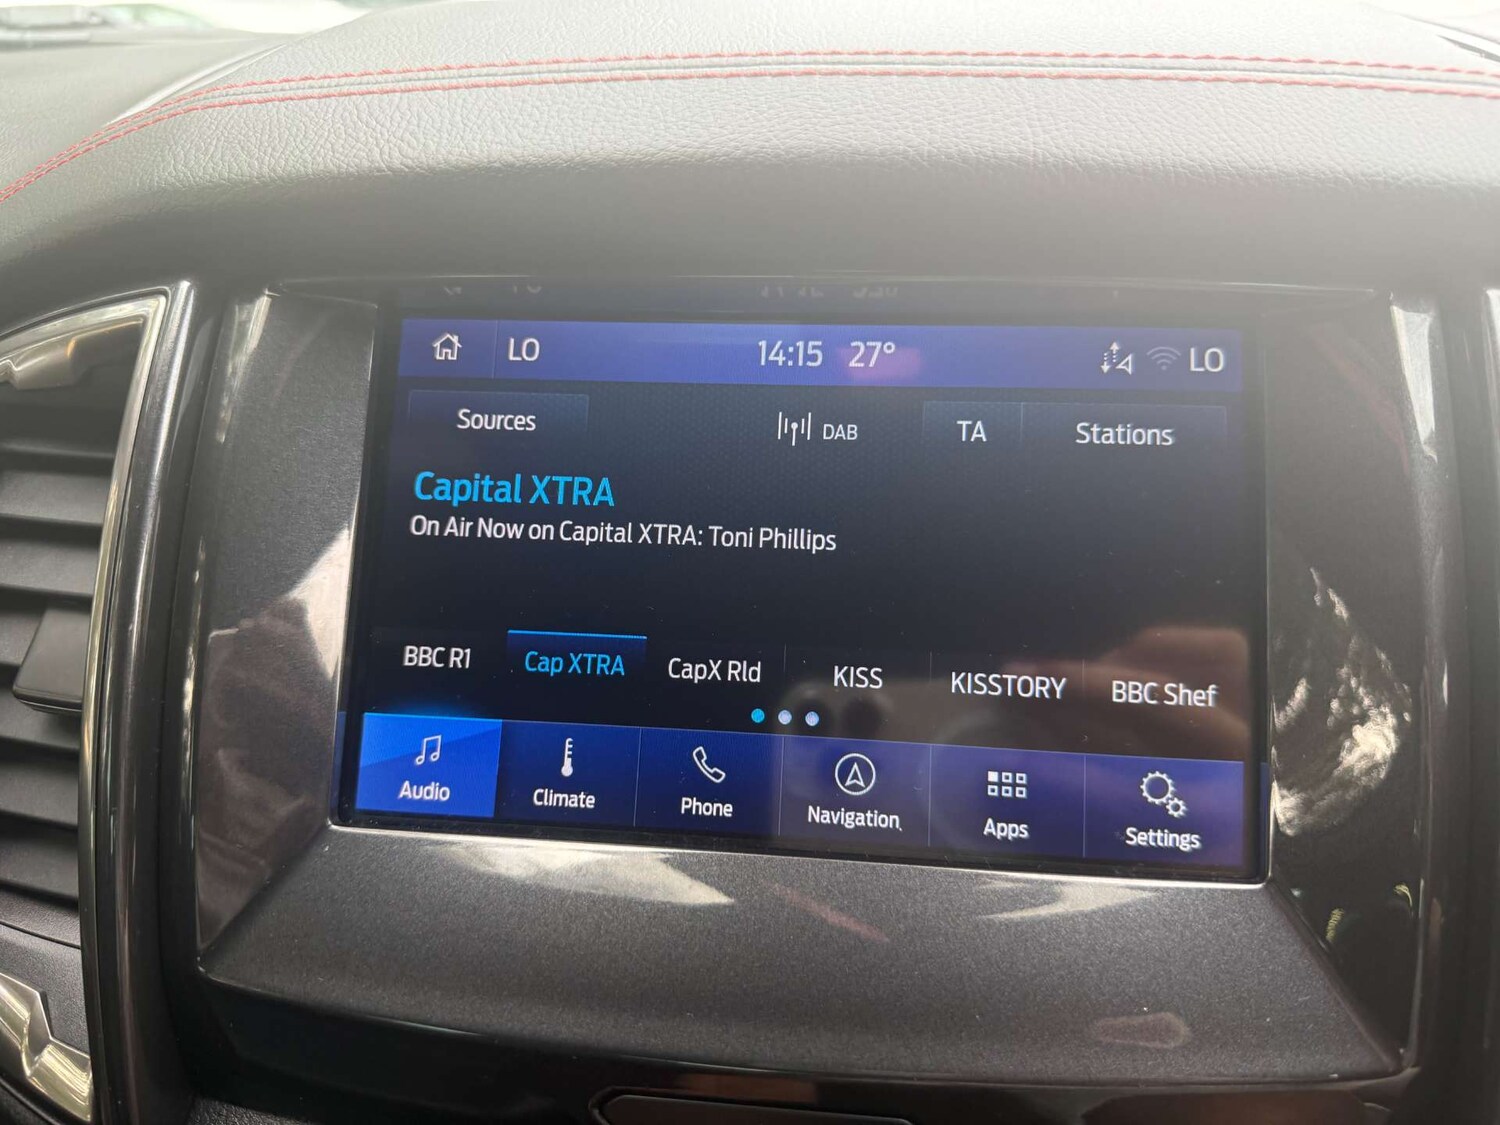 LO 14:15 27° LO
Sources DAB TA Stations
Capital XTRA
On Air Now on Capital XTRA: Toni Phillips
BBC R1 Cap XTRA CapX Rld KISS KISSTORY BBC Shef
Audio Climate Phone Navigation Apps Settings